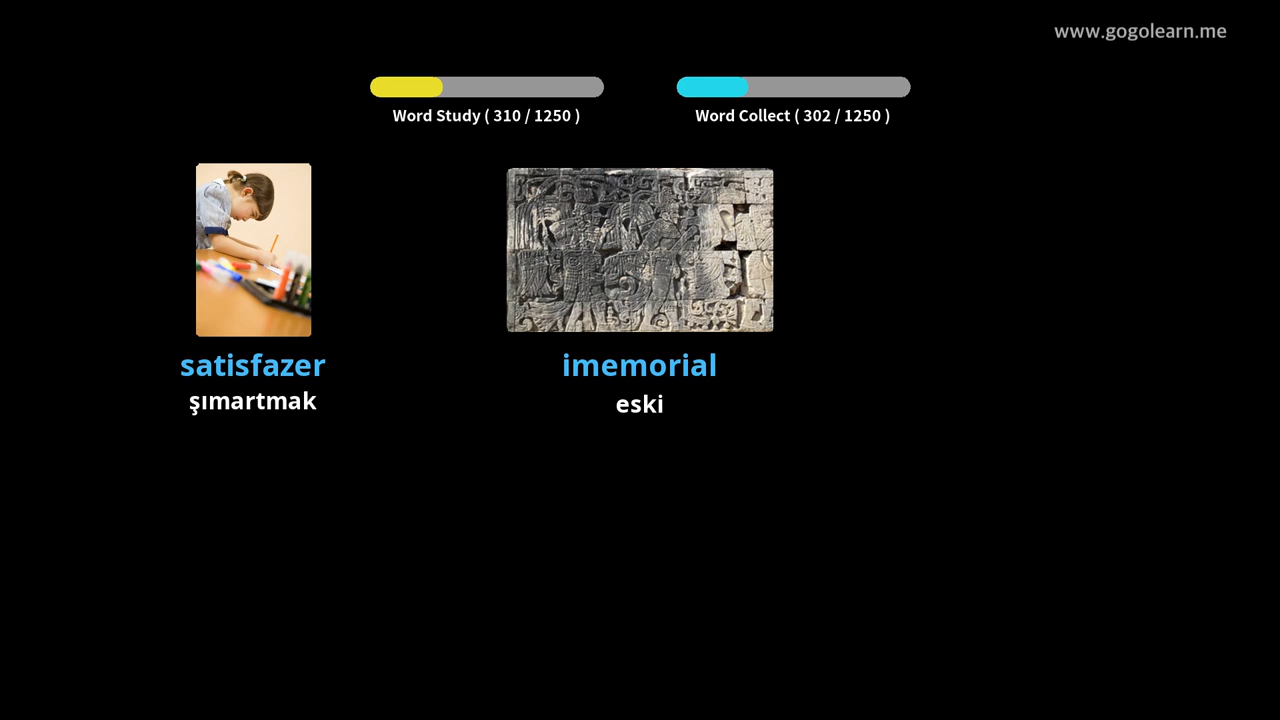 www.gogolearn.me
Word Study ( 310 / 1250 )
Word Collect ( 302 / 1250 )
satisfazer
şımartmak
imemorial
eski